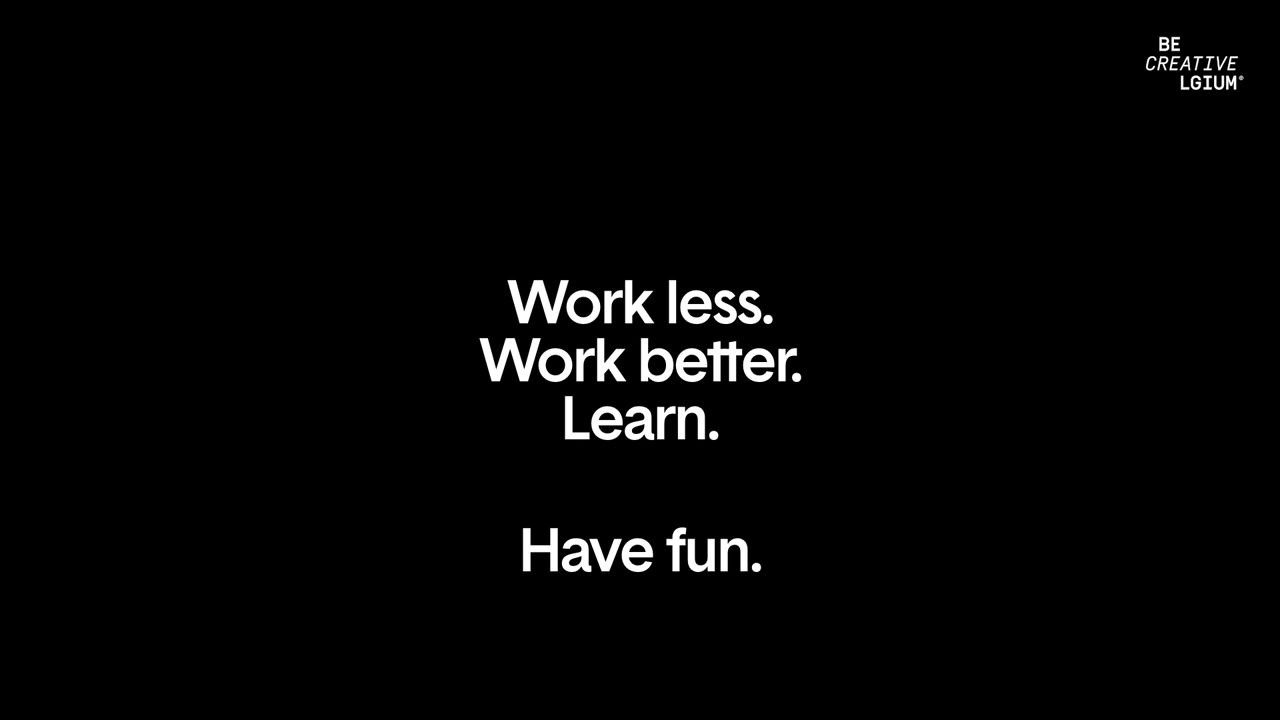 BE
CREATIVE
LGIUM®
Work less.
Work better.
Learn.
Have fun.